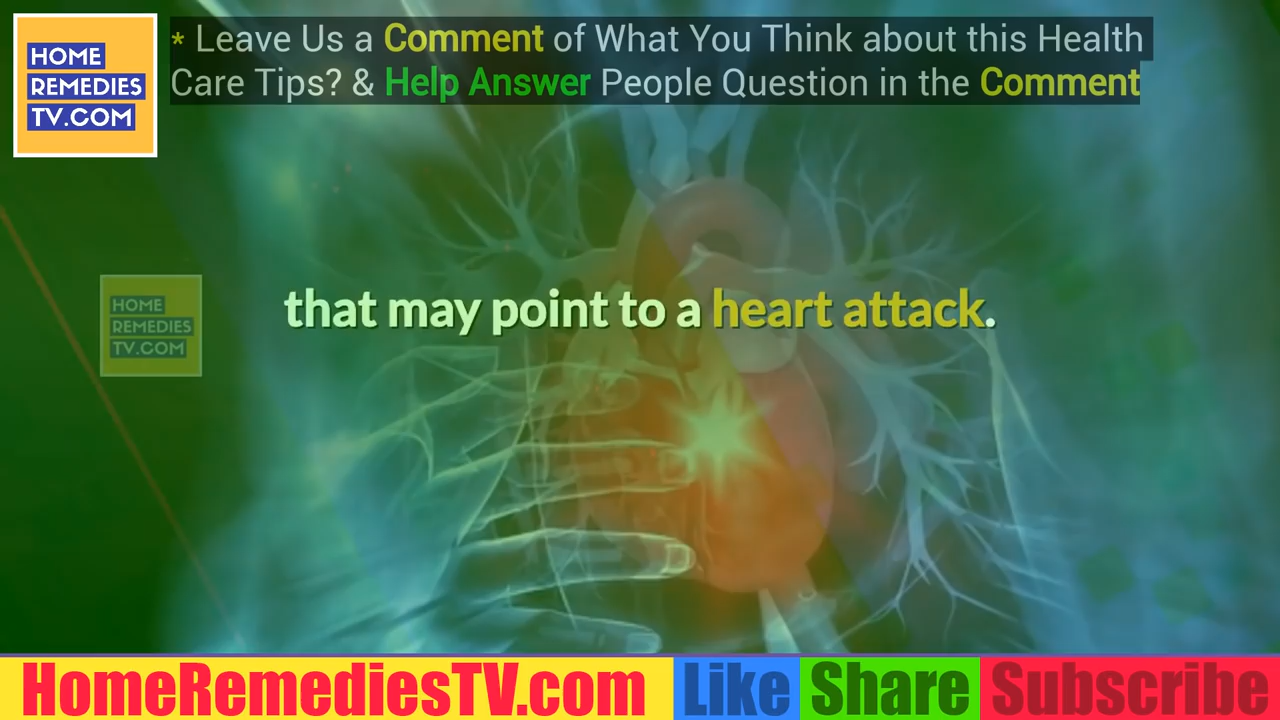 HOME
REMEDIES
TV.COM
* Leave Us a Comment of What You Think about this Health
Care Tips? & Help Answer People Question in the Comment
that may point to a heart attack.
HOME
REMEDIES
TV.COM
HomeRemediesTV.com Like Share Subscribe